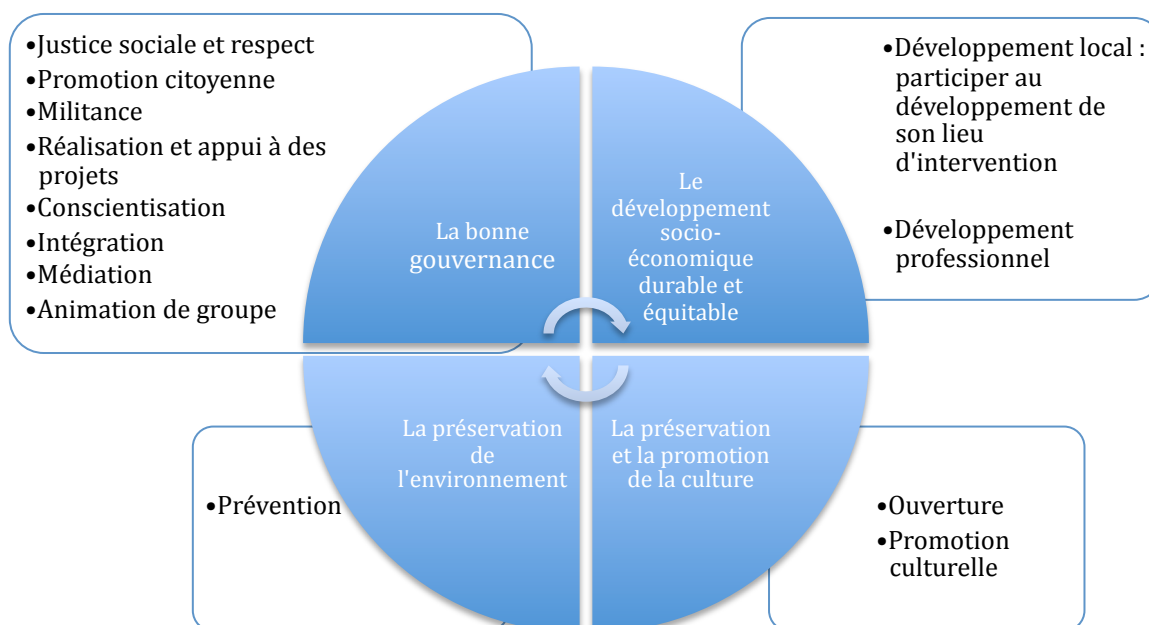 •Justice sociale et respect
•Promotion citoyenne
•Militance
•Réalisation et appui à des
projets
•Conscientisation
•Intégration
•Médiation
•Animation de groupe
La bonne
gouvernance
Le
développement
socio-
économique
durable et
équitable
•Développement local :
participer au
développement de
son lieu
d'intervention
•Développement
professionnel
•Prévention
La préservation
de
l'environnement
La préservation
et la promotion
de la culture
•Ouverture
•Promotion
culturelle